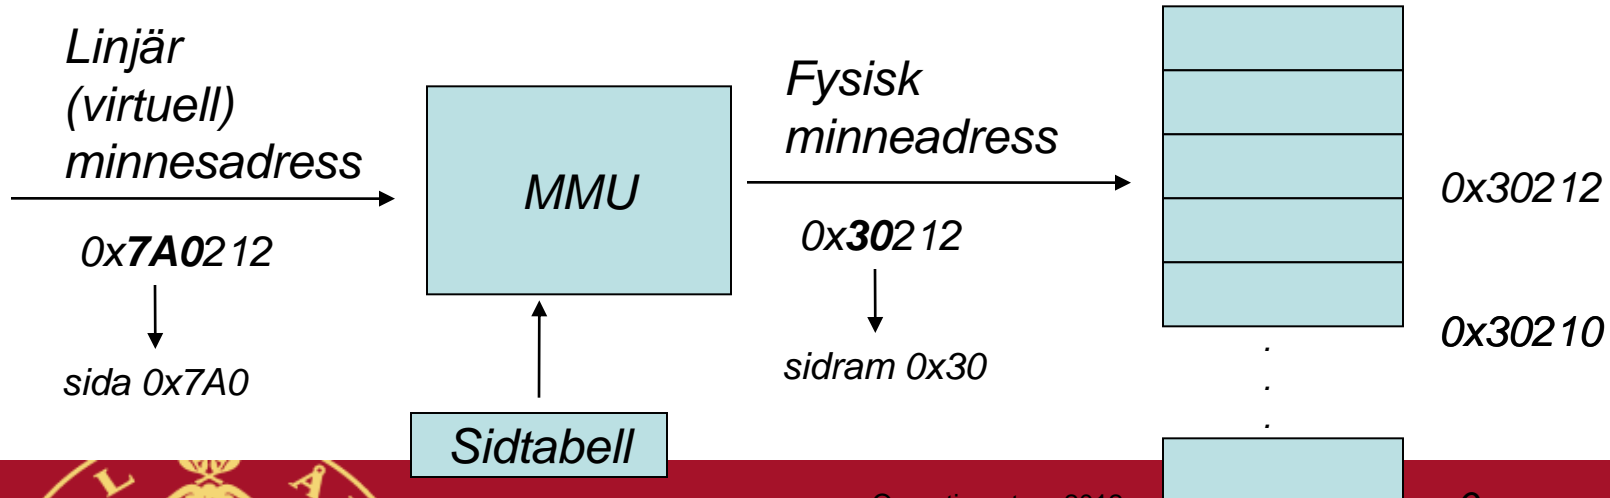 Linjär
(virtuell)
minnesadress
0x7A0212
sida 0x7A0
MMU
Sidtabell
Fysisk
minneadress
0x30212
sidram 0x30
0x30212
0x30210
.
.
.
L Å